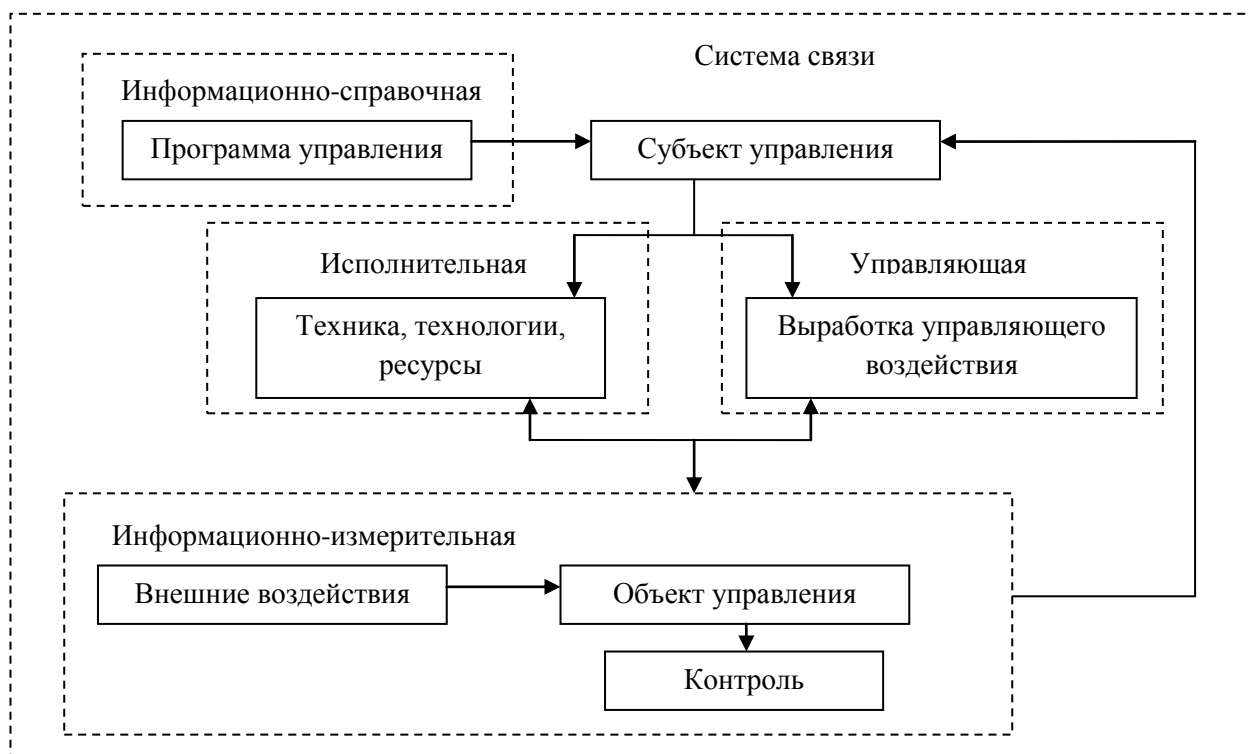 Система связи
Информационно-справочная
Программа управления
Субъект управления
Исполнительная
Управляющая
Техника, технологии,
ресурсы
Выработка управляющего
воздействия
Информационно-измерительная
Внешние воздействия
Объект управления
Контроль